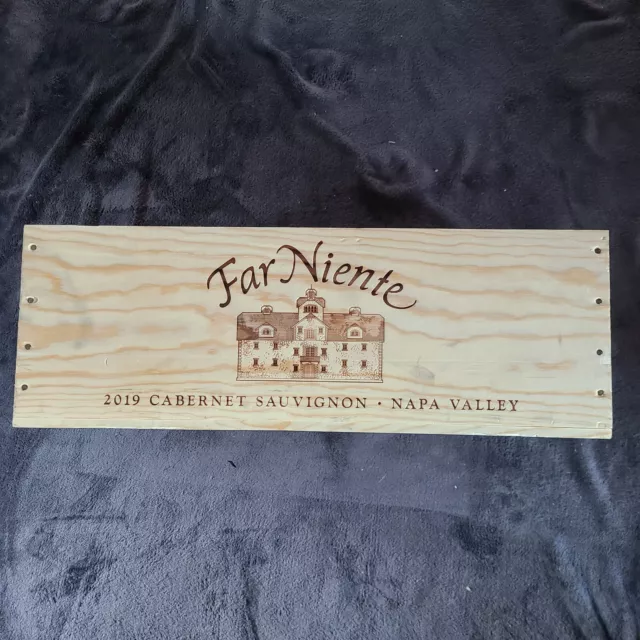 Far Niente
2019 CABERNET SAUVIGNON • NAPA VALLEY